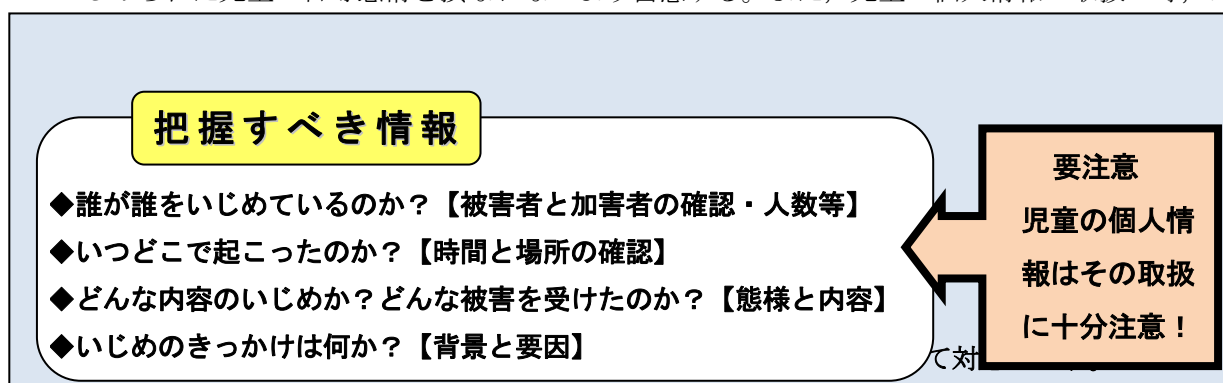 把握すべき情報
◆誰が誰をいじめているのか？【被害者と加害者の確認・人数等】
◆いつどこで起こったのか？【時間と場所の確認】
◆どんな内容のいじめか？どんな被害を受けたのか？【態様と内容】
◆いじめのきっかけは何か？【背景と要因】
要注意
児童の個人情
報はその取扱
に十分注意！
て対